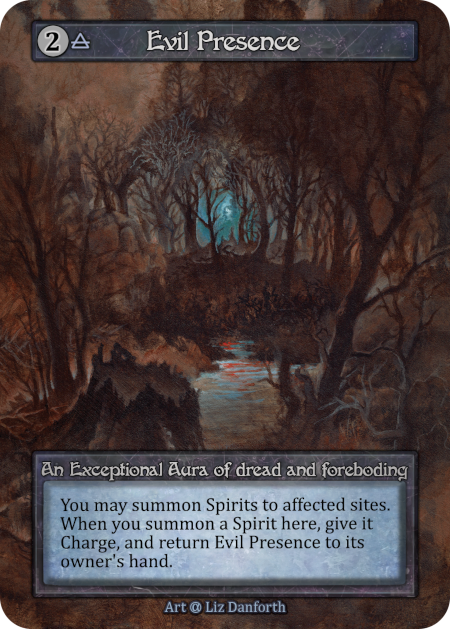 2 Evil Presence
An Exceptional Aura of dread and foreboding
You may summon Spirits to affected sites.
When you summon a Spirit here, give it
Charge, and return Evil Presence to its
owner's hand.
Art @ Liz Danforth